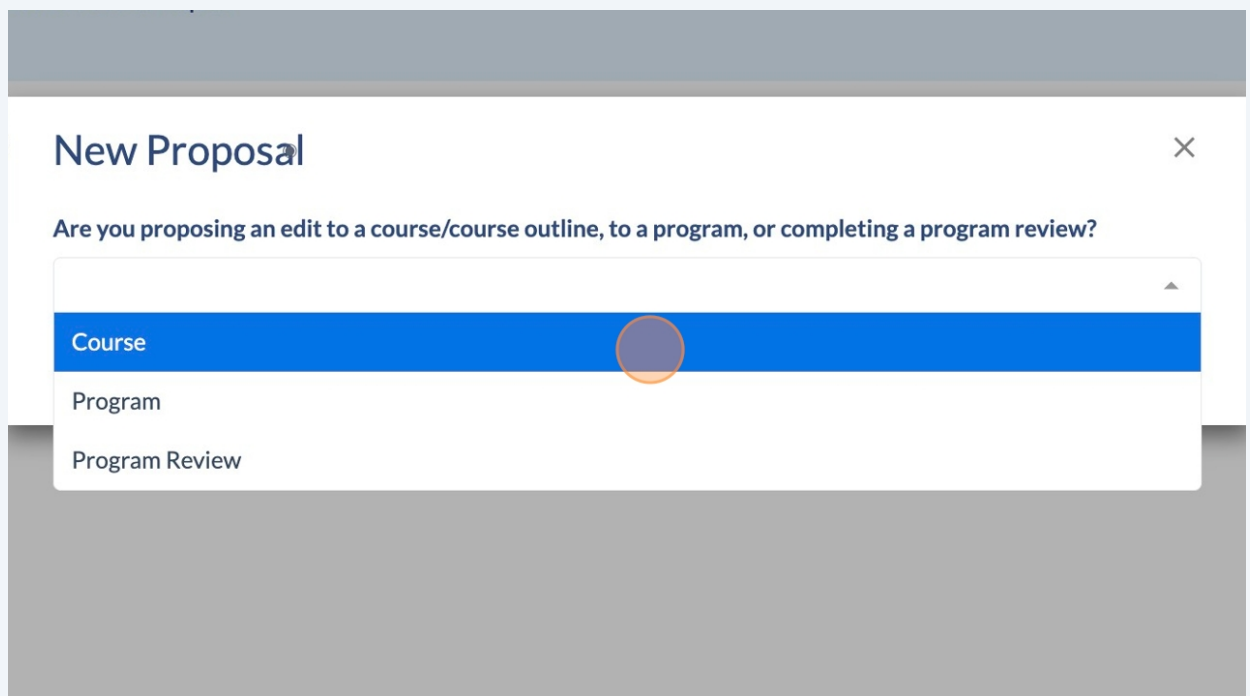 New Proposal
Are you proposing an edit to a course/course outline, to a program, or completing a program review?
Course
Program
Program Review